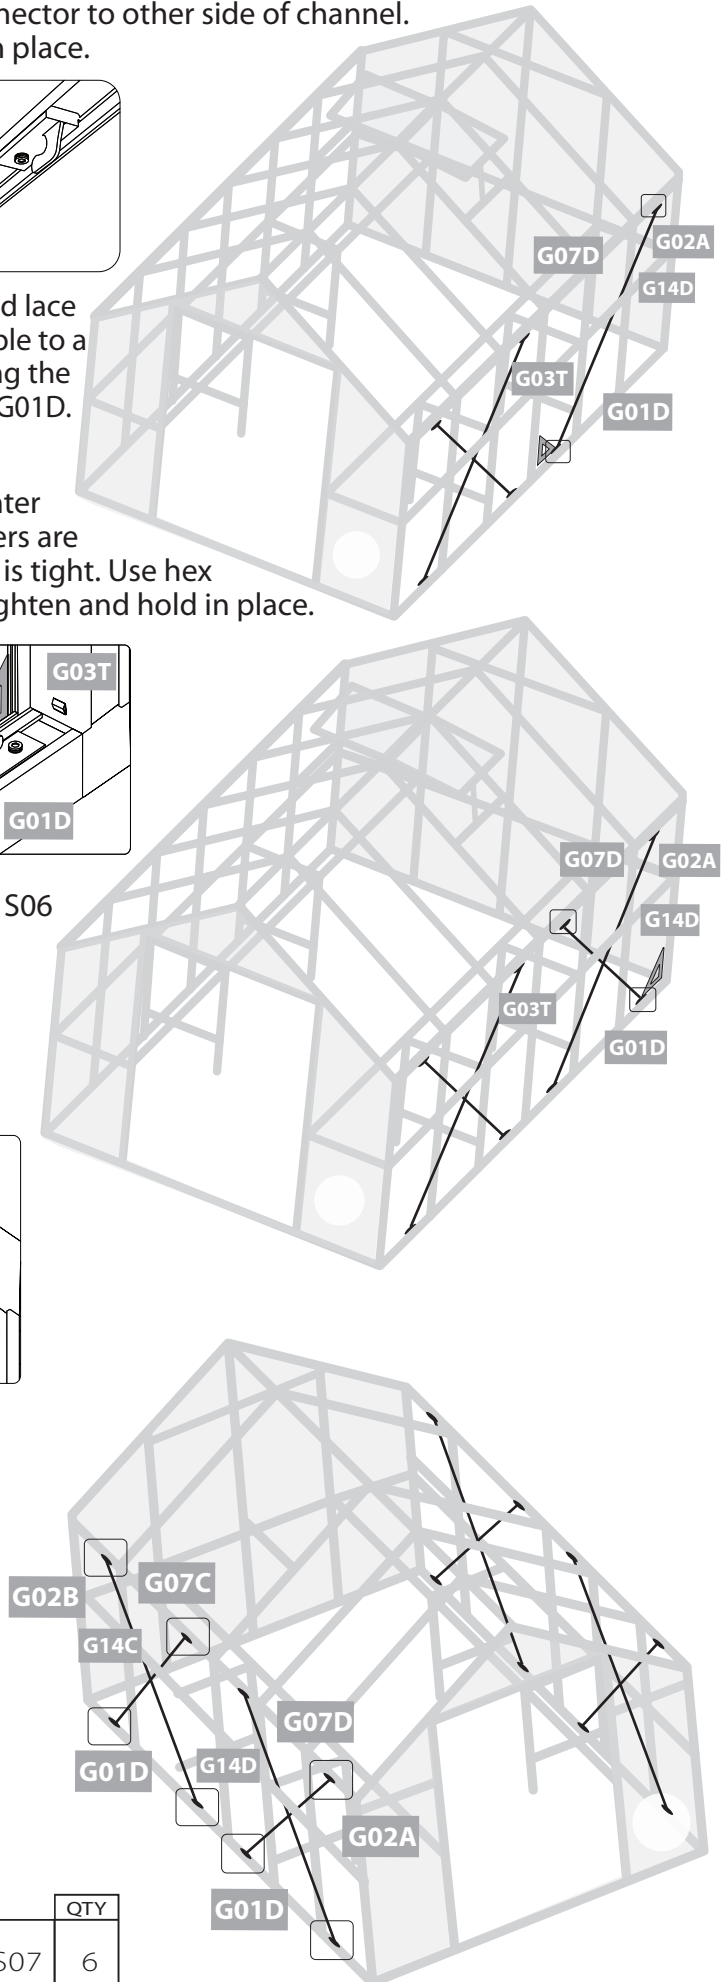 nector to other side of channel.
place.
G07D
G02A
G14D
G03T
G01D
d lace
ble to a
ng the
G01D.
nter
ers are
is tight. Use hex
ghten and hold in place.
G03T
G01D
S06
G07D
G02A
G14D
G03T
G01D
G02B
G07C
G14C
G01D
G14D
G07D
G02A
G01D
QTY
S07 6